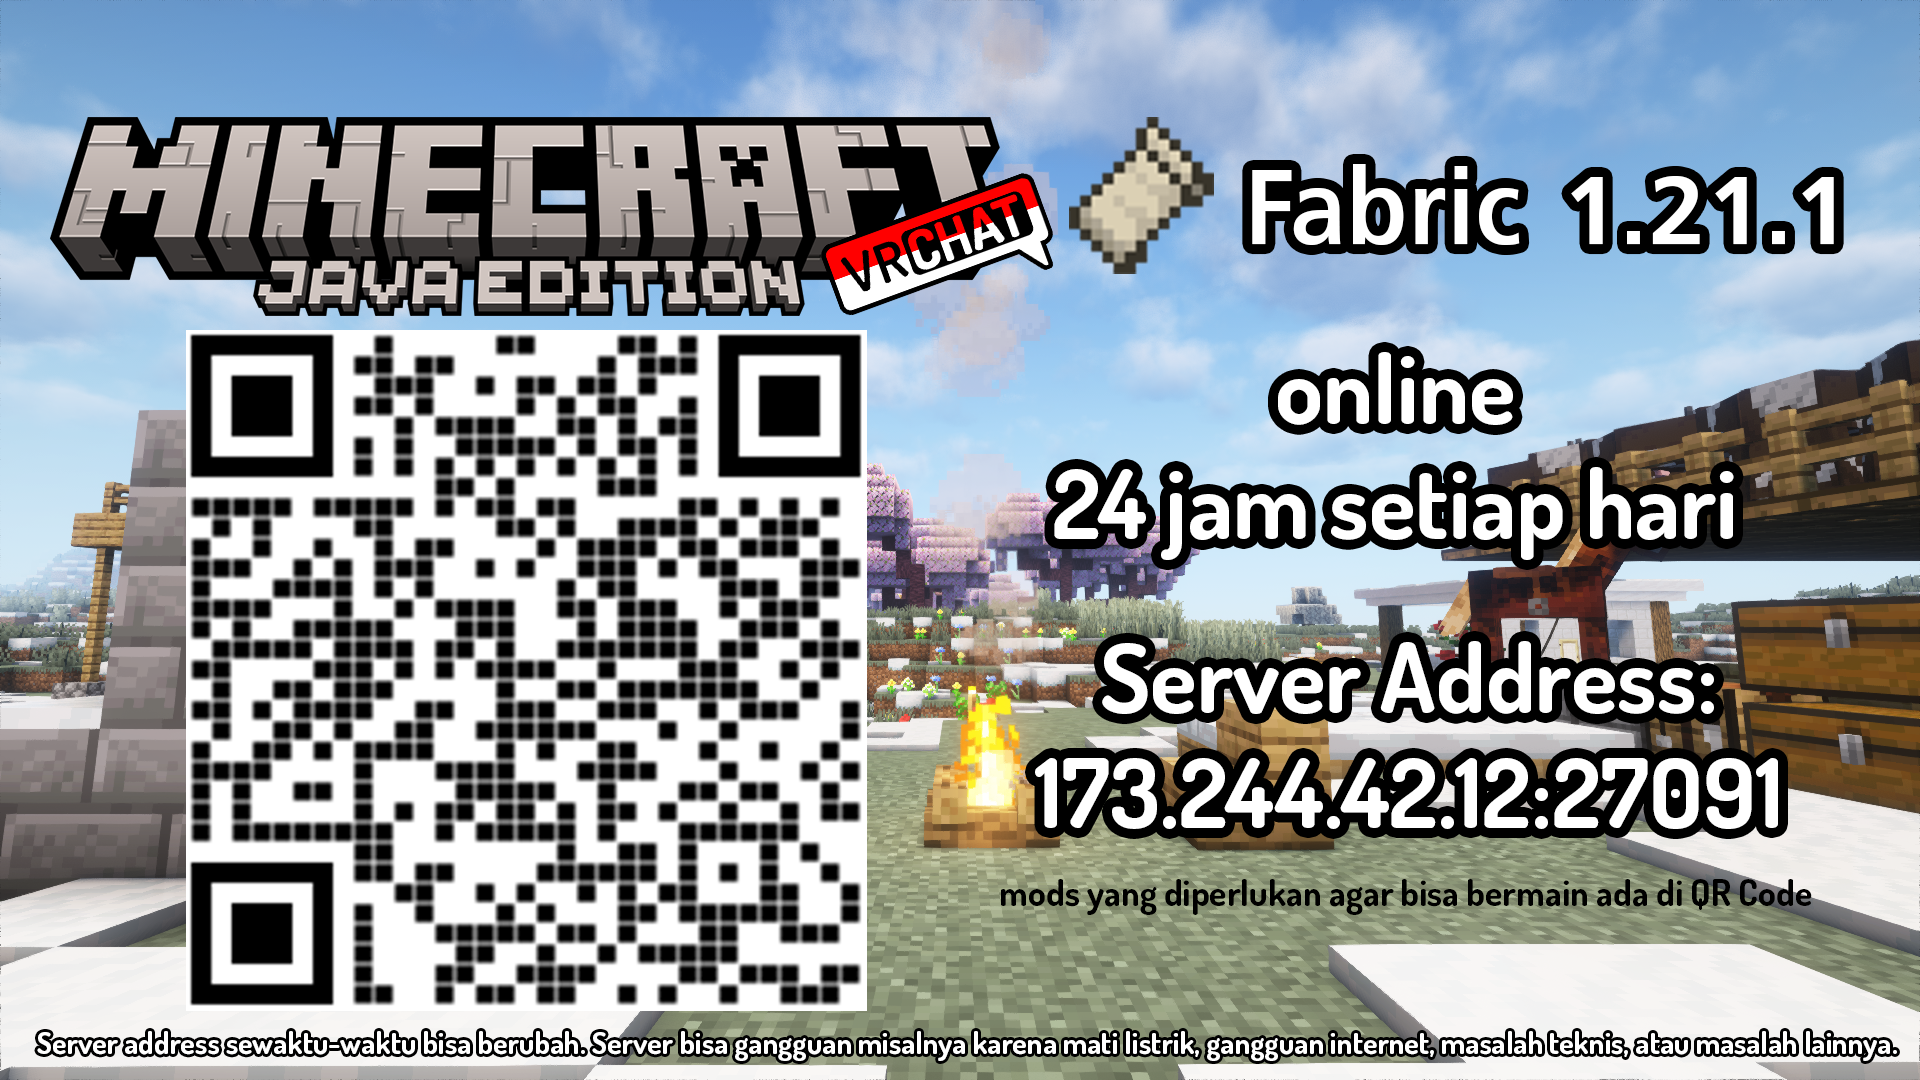 MINECRAFT
JAVA EDITION
VRCHAT
Fabric 1.21.1
online
24 jam setiap hari
Server Address:
173.244.42.12:27091
mods yang diperlukan agar bisa bermain ada di QR Code
Server address sewaktu-waktu bisa berubah. Server bisa gangguan misalnya karena mati listrik, gangguan internet, masalah teknis, atau masalah lainnya.